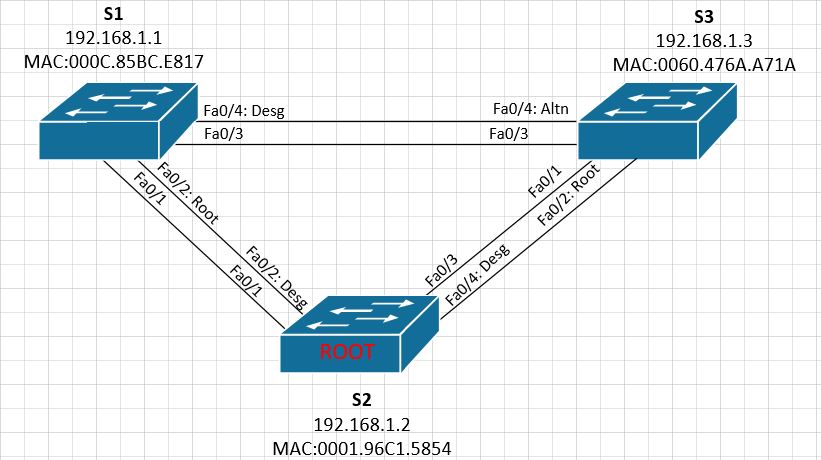 S1
192.168.1.1
MAC:000C.85BC.E817
S3
192.168.1.3
MAC:0060.476A.A71A
Fa0/4: Desg
Fa0/4: Altn
Fa0/3
Fa0/3
Fa0/2: Root
Fa0/1
Fa0/1
Fa0/2: Root
Fa0/2: Desg
Fa0/1
Fa0/3
Fa0/4: Desg
ROOT
S2
192.168.1.2
MAC:0001.96C1.5854